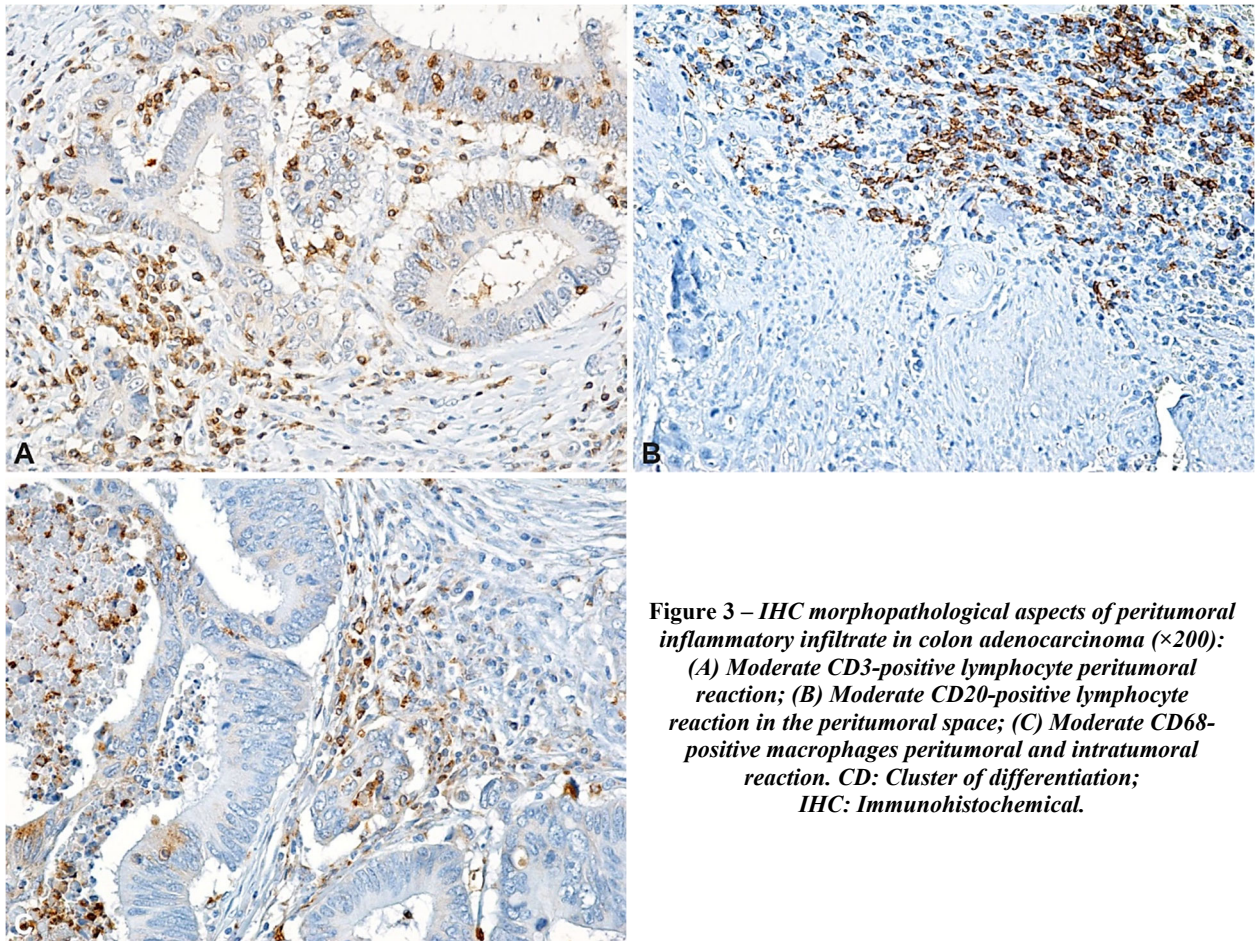 A
B
Figure 3 – IHC morphopathological aspects of peritumoral
inflammatory infiltrate in colon adenocarcinoma (×200):
(A) Moderate CD3-positive lymphocyte peritumoral
reaction; (B) Moderate CD20-positive lymphocyte
reaction in the peritumoral space; (C) Moderate CD68-
positive macrophages peritumoral and intratumoral
reaction. CD: Cluster of differentiation;
IHC: Immunohistochemical.